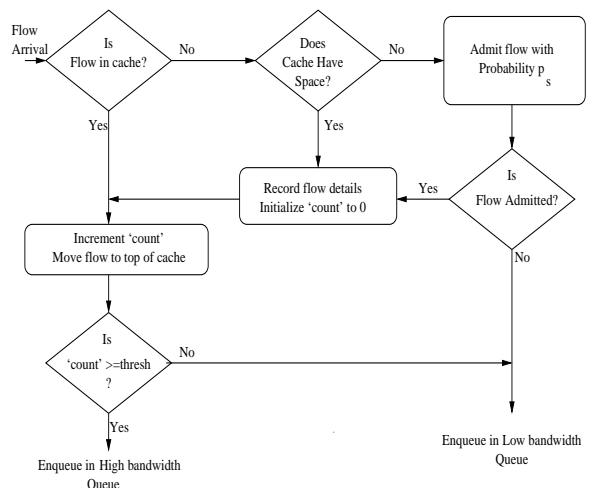 Flow
Arrival
Is
Flow in cache?
No
Does
Cache Have
Space?
No
Admit flow with
Probability p
s
Yes
Yes
Record flow details
Initialize ‘count’ to 0
Yes
Is
Flow Admitted?
No
Increment ‘count’
Move flow to top of cache
Is
‘count’ >=thresh
?
No
Yes
Enqueue in High bandwidth
Queue
Enqueue in Low bandwidth
Queue